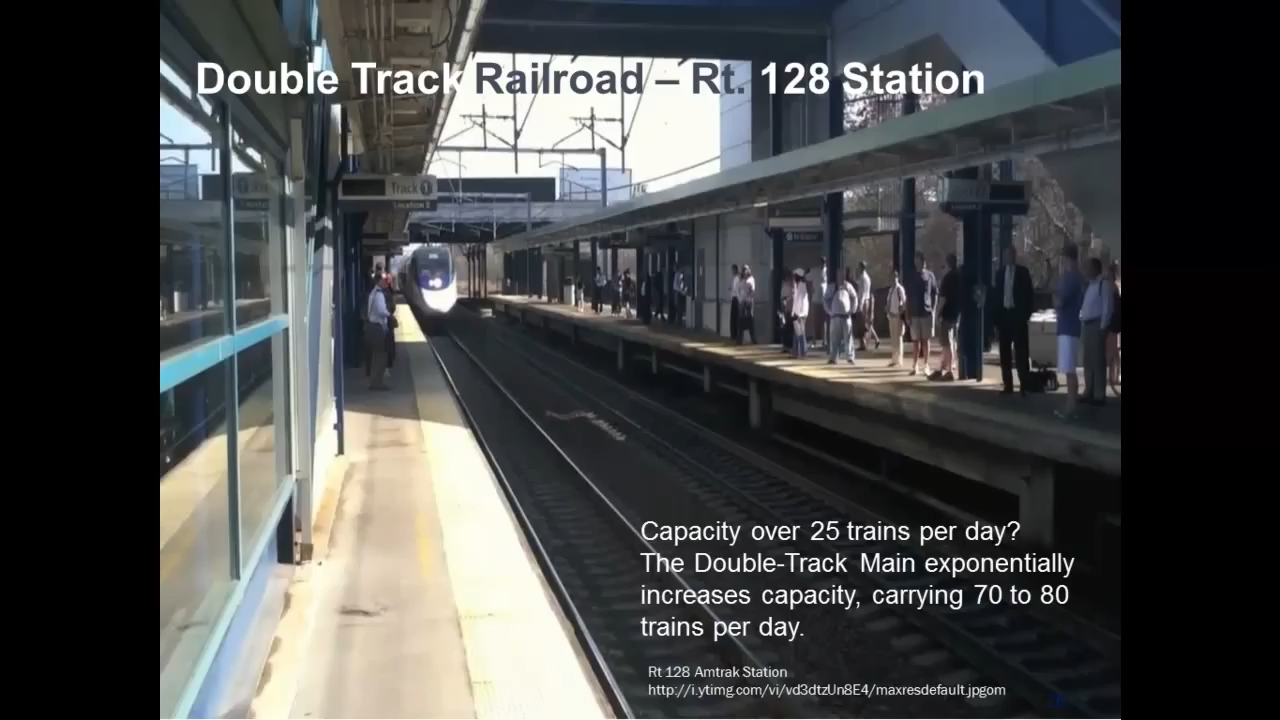 Double Track Railroad – Rt. 128 Station
Track 1
Capacity over 25 trains per day?
The Double-Track Main exponentially
increases capacity, carrying 70 to 80
trains per day.
Rt 128 Amtrak Station
http://i.ytimg.com/vi/vd3dtzUn8E4/maxresdefault.jpgom